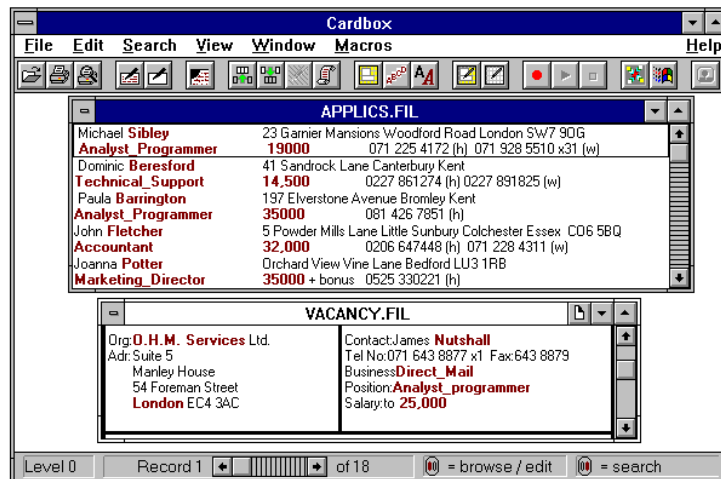 Cardbox
File Edit Search View Window Macros Help
APPLICS.FIL
Michael Sibley 23 Garnier Mansions Woodford Road London SW7 9OG
Analyst_Programmer 19000 071 225 4172 (h) 071 928 5510 x31 (w)
Dominic Beresford 41 Sandrock Lane Canterbury Kent
Technical_Support 14,500 0227 861274 (h) 0227 891825 (w)
Paula Barrington 197 Elverstone Avenue Bromley Kent
Analyst_Programmer 35000 081 426 7851 (h)
John Fletcher 5 Powder Mills Lane Little Sunbury Colchester Essex CO6 5BQ
Accountant 32,000 0206 647448 (h) 071 228 4311 (w)
Joanna Potter Orchard View Vine Lane Bedford LU3 1RB
Marketing_Director 35000 + bonus 0525 330221 (h)
VACANCY.FIL
Org:O.H.M. Services Ltd. Contact:James Nutshall
Adr:Suite 5 Tel No:071 643 8877 x1 Fax:643 8879
Manley House Business Direct_Mail
54 Foreman Street Position:Analyst_programmer
London EC4 3AC Salary:to 25,000
Level 0 Record 1 of 18 = browse / edit = search